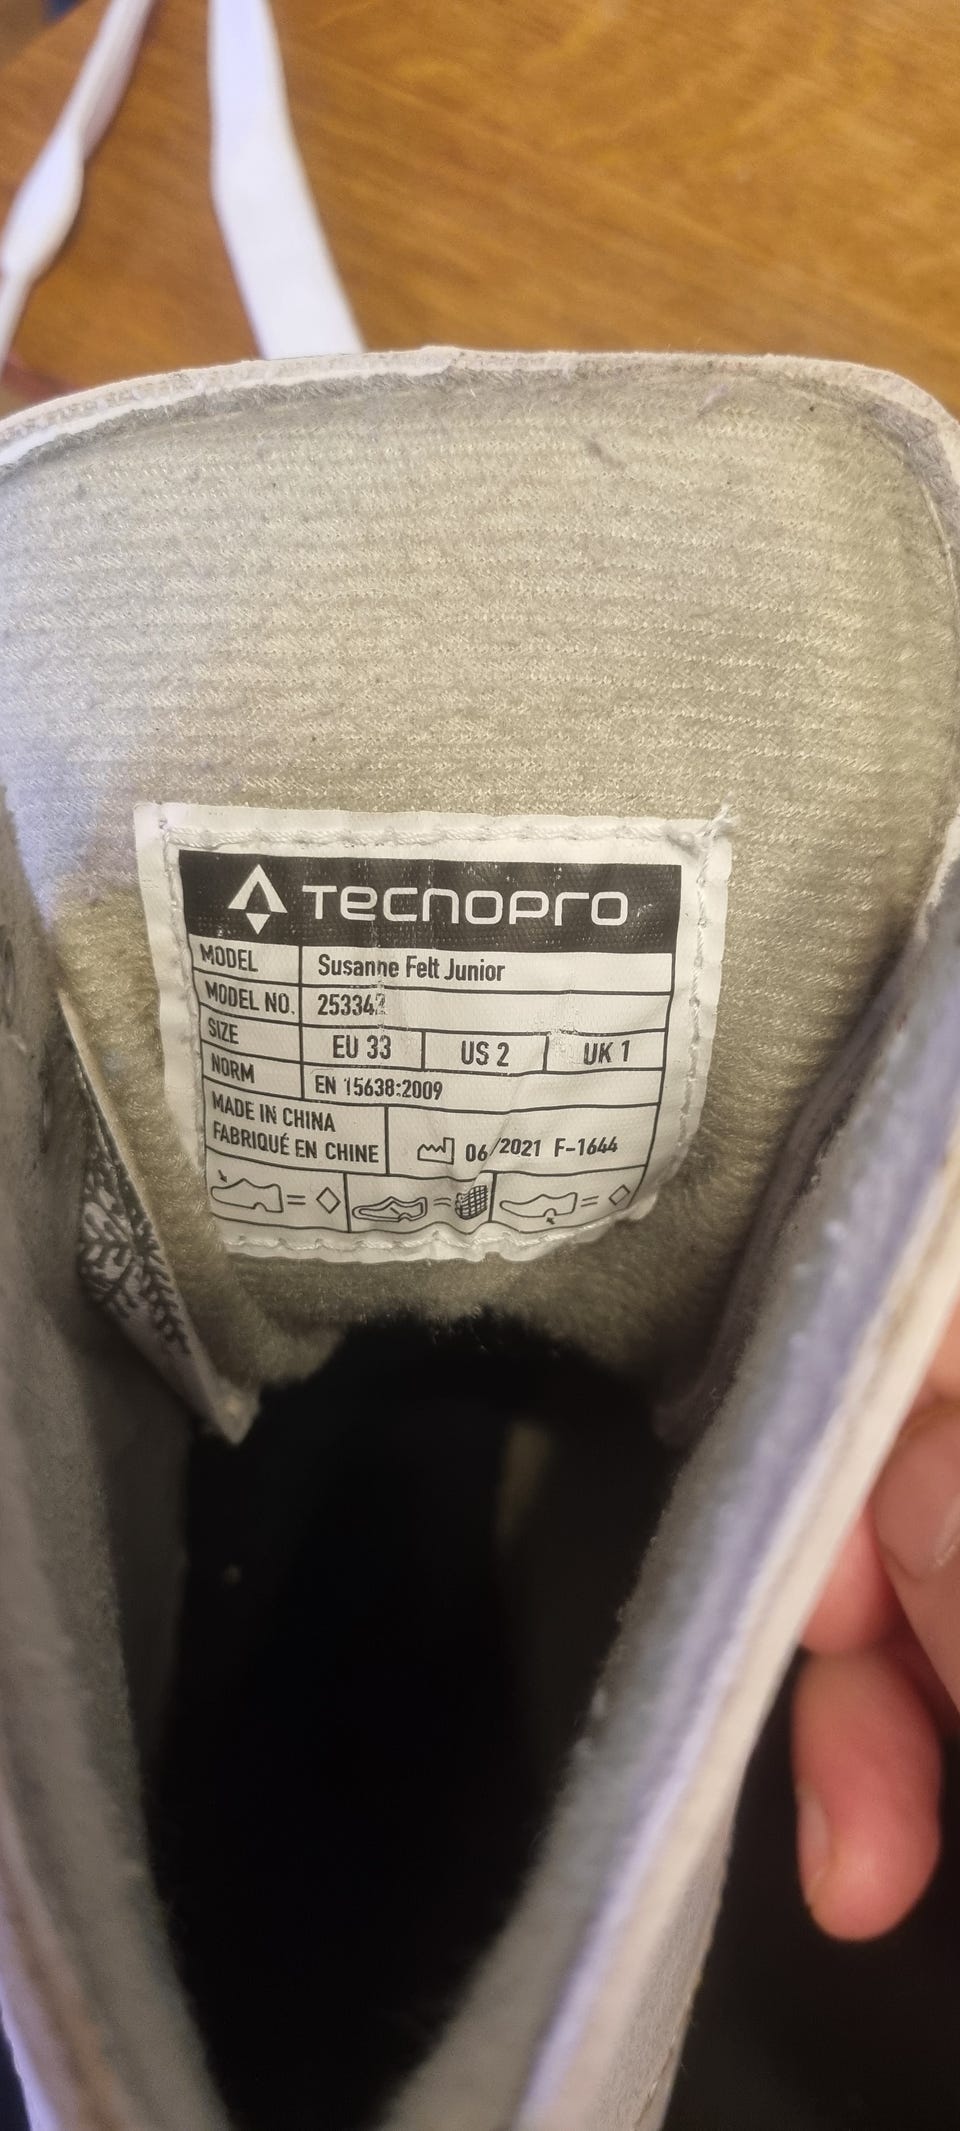 TECNOPRO
MODEL Susanne Felt Junior
MODEL NO. 253342
SIZE EU 33 US 2 UK 1
NORM EN 15638:2009
MADE IN CHINA
FABRIQUÉ EN CHINE 06/2021 F-1644
= =  =